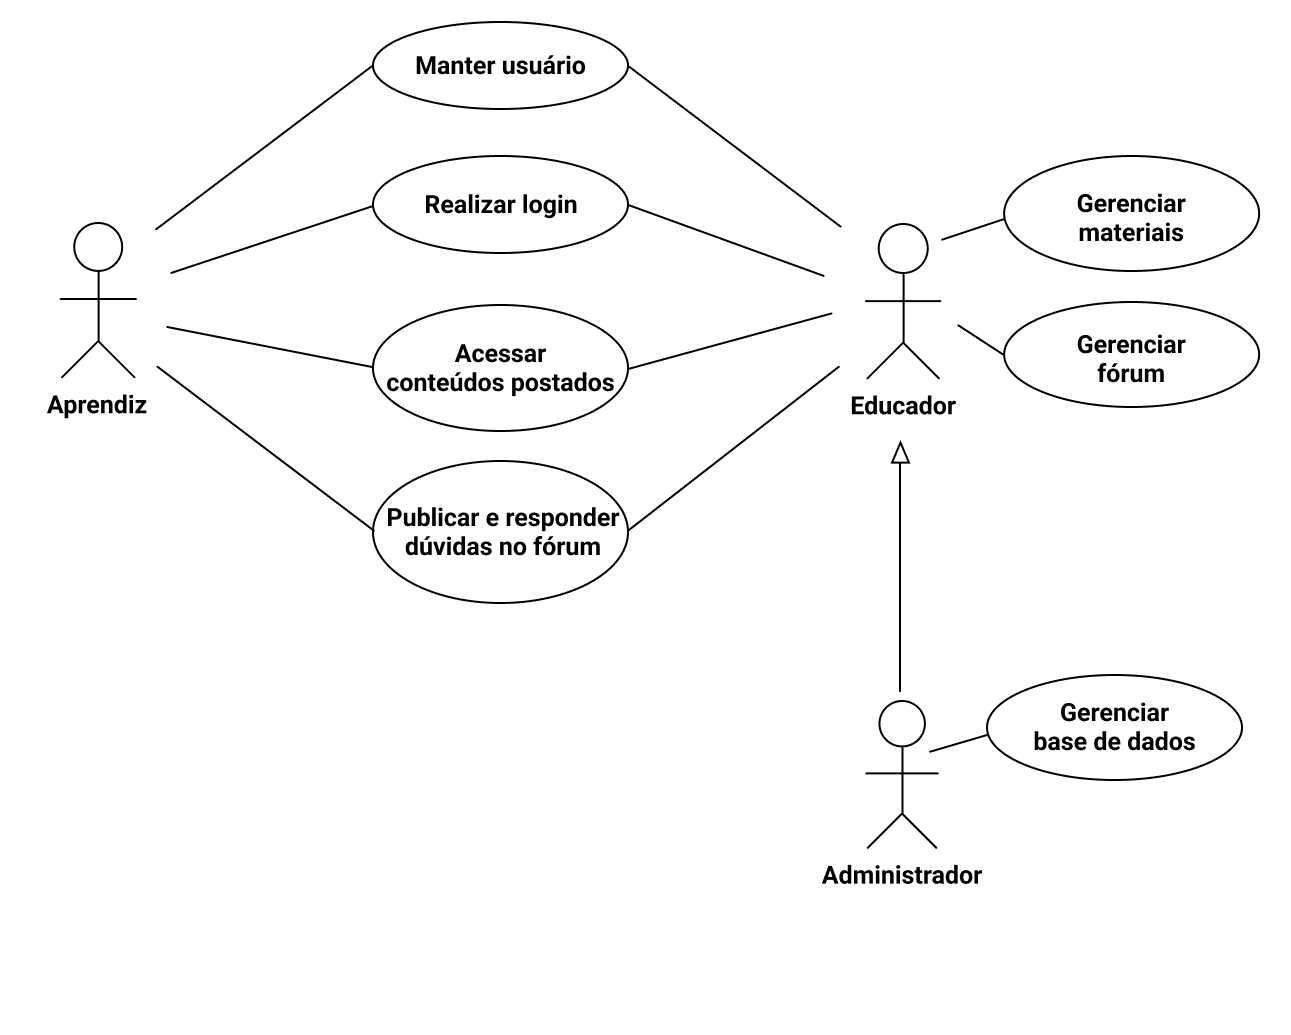 Manter usuário
Realizar login
Gerenciar
materiais
Acessar
conteúdos postados
Gerenciar
fórum
Aprendiz
Educador
Publicar e responder
dúvidas no fórum
Gerenciar
base de dados
Administrador